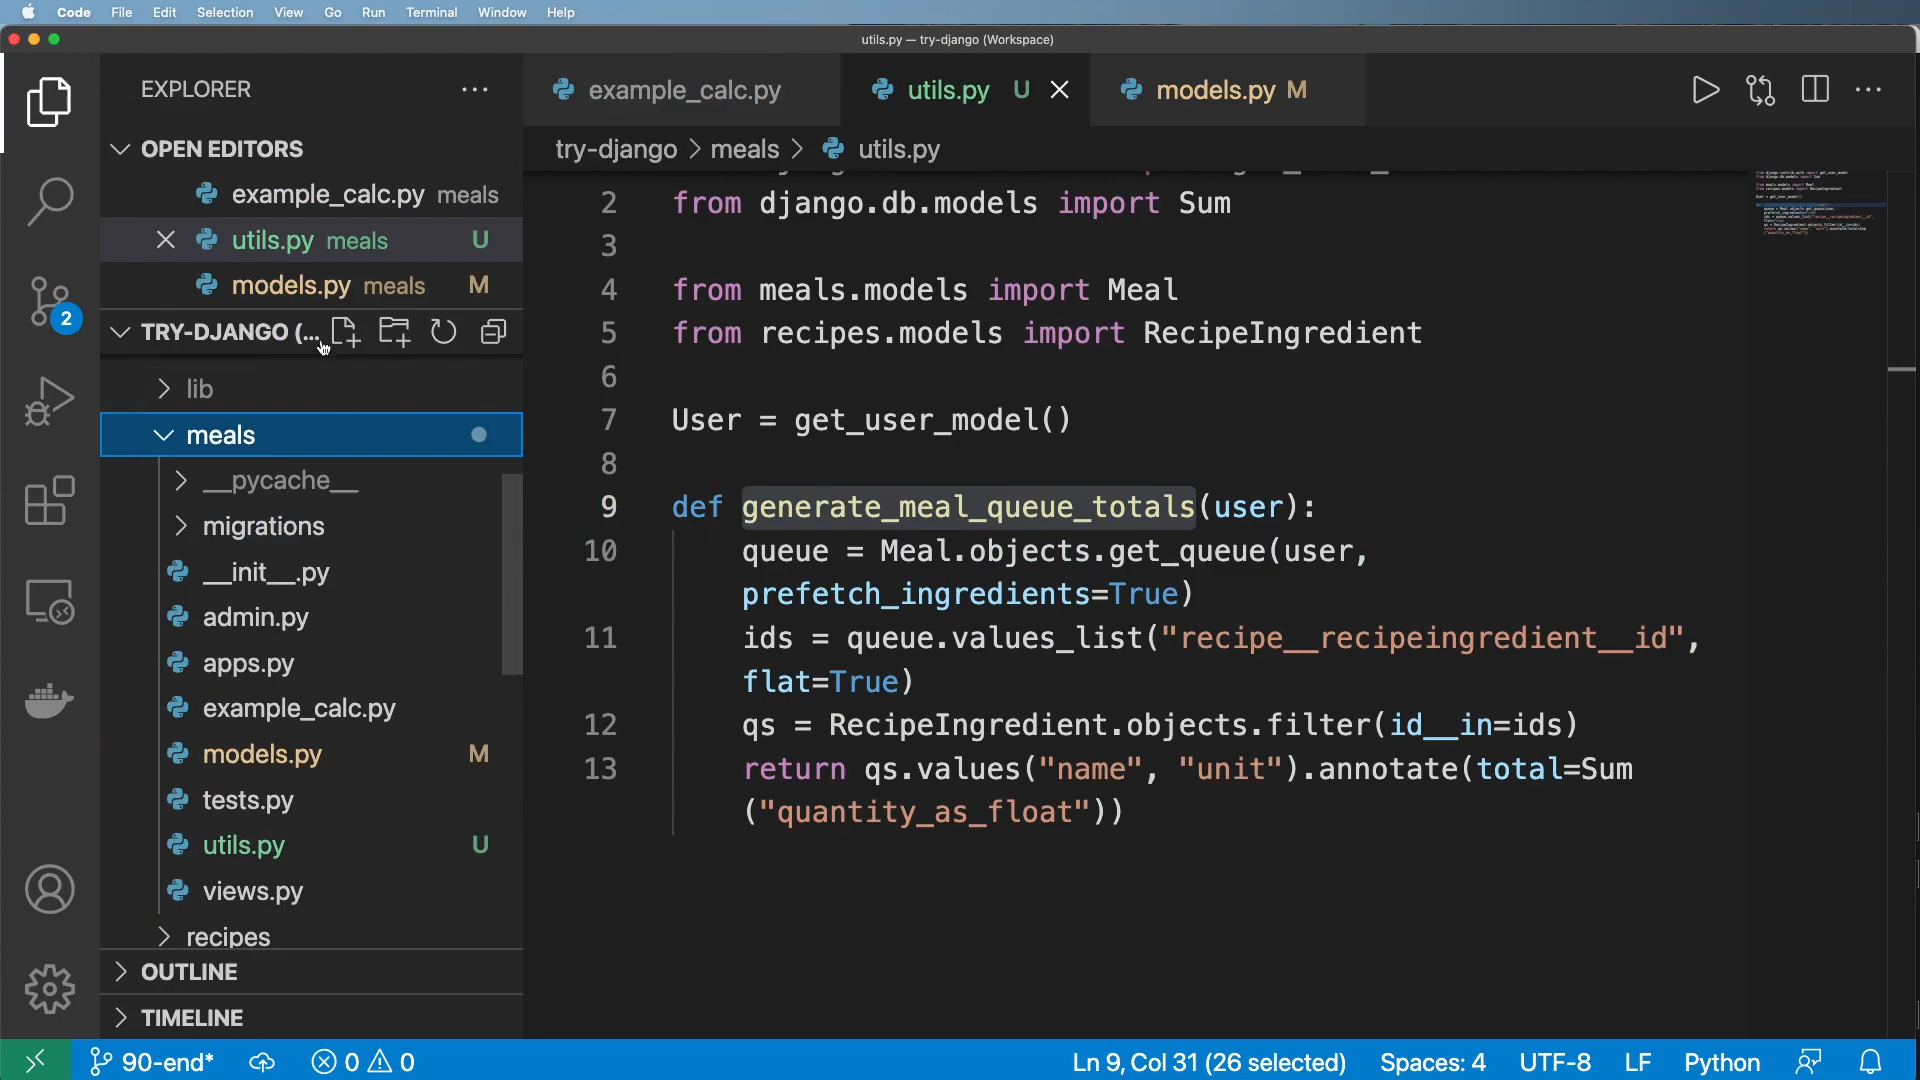 Code File Edit Selection View Go Run Terminal Window Help
utils.py — try-django (Workspace)
EXPLORER
OPEN EDITORS
example_calc.py meals
utils.py meals U
models.py meals M
TRY-DJANGO (...
lib
meals
__pycache__
migrations
__init__.py
admin.py
apps.py
example_calc.py
models.py M
tests.py
utils.py U
views.py
recipes
OUTLINE
TIMELINE
example_calc.py
utils.py U
models.py M
try-django > meals > utils.py
2 from django.db.models import Sum
3
4 from meals.models import Meal
5 from recipes.models import RecipeIngredient
6
7 User = get_user_model()
8
9 def generate_meal_queue_totals(user):
10 queue = Meal.objects.get_queue(user,
prefetch_ingredients=True)
11 ids = queue.values_list("recipe__recipeingredient__id",
flat=True)
12 qs = RecipeIngredient.objects.filter(id__in=ids)
13 return qs.values("name", "unit").annotate(total=Sum
("quantity_as_float"))
2
90-end* 0 0 Ln 9, Col 31 (26 selected) Spaces: 4 UTF-8 LF Python